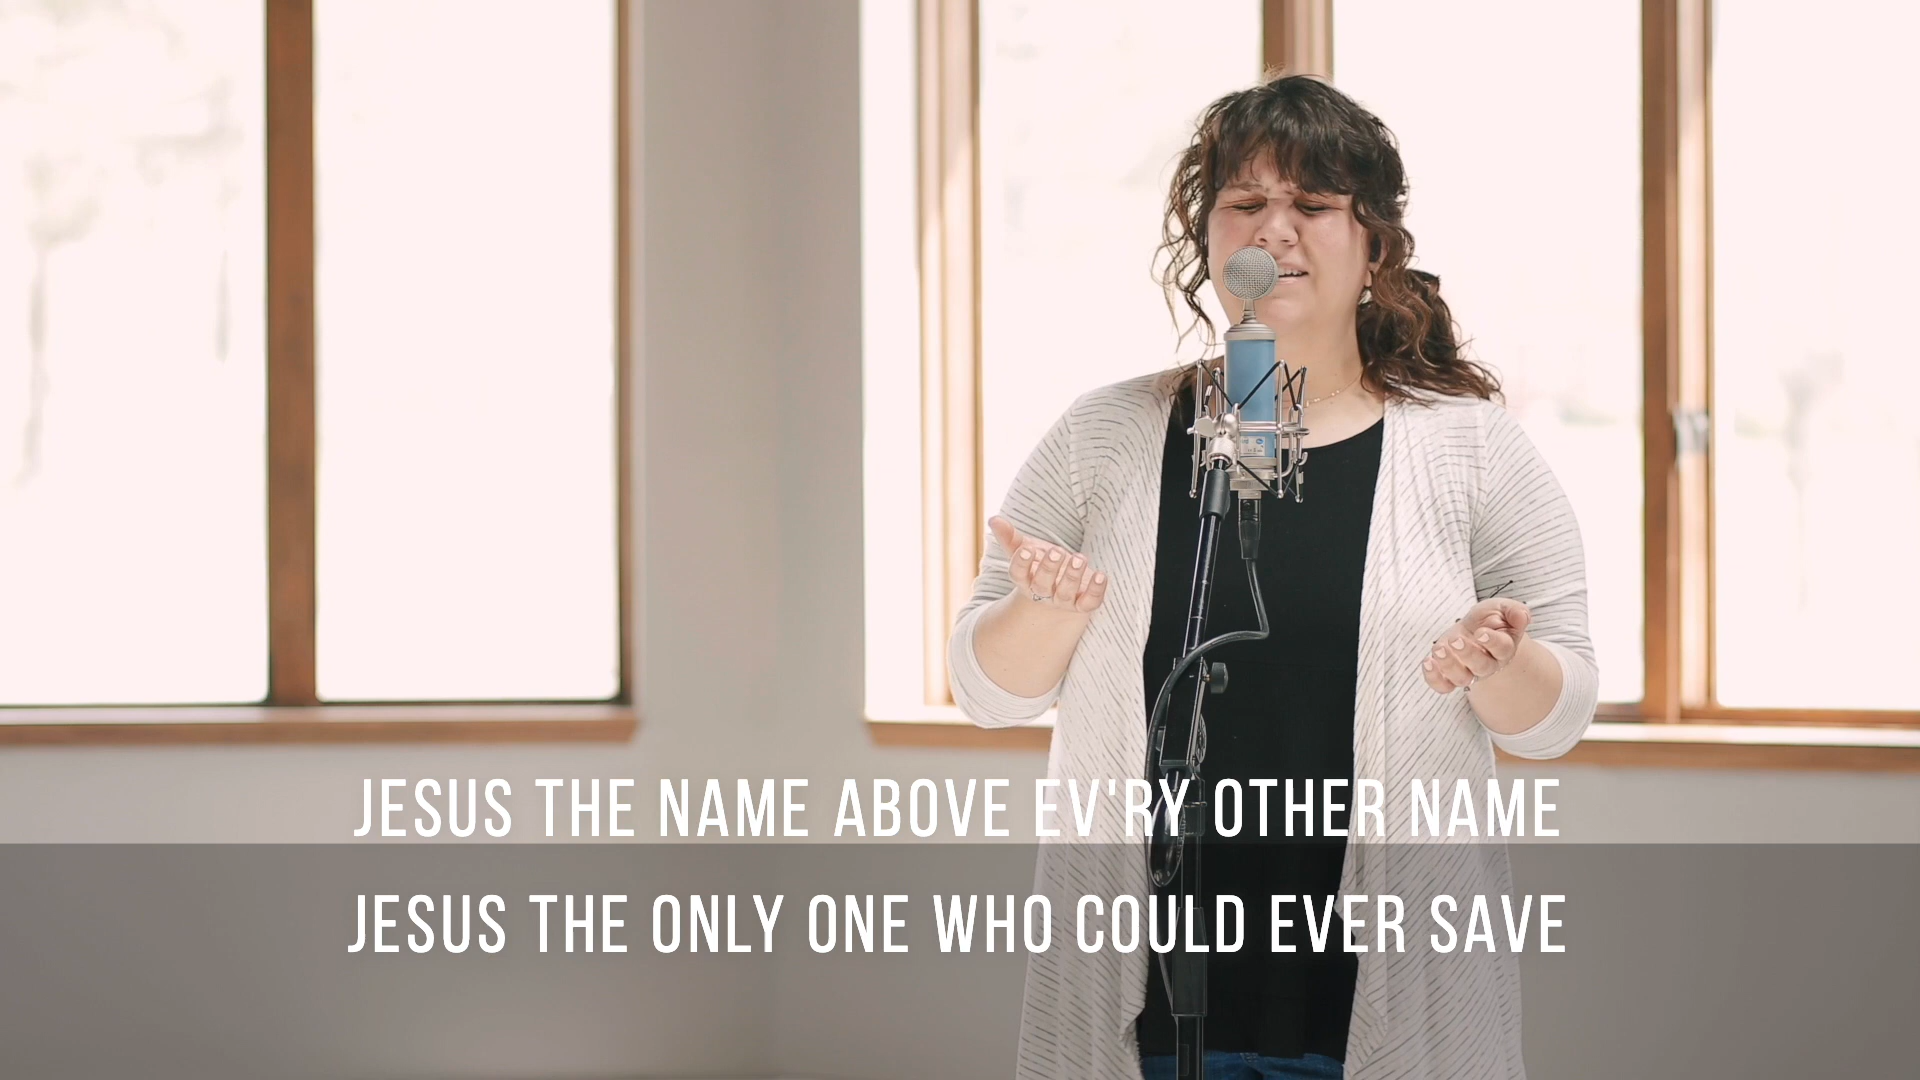 JESUS THE NAME ABOVE EV'RY OTHER NAME
JESUS THE ONLY ONE WHO COULD EVER SAVE